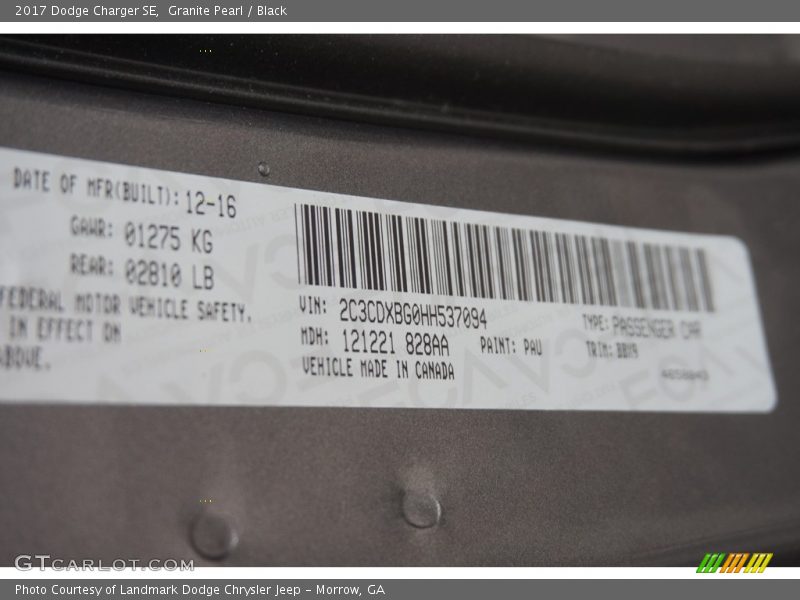 2017 Dodge Charger SE, Granite Pearl / Black
DATE OF MFR(BUILT): 12-16
GAWR: 01275 KG
REAR: 02810 LB
FEDERAL MOTOR VEHICLE SAFETY.
IN EFFECT ON
ABOVE.
VIN: 2C3CDXBG0HH537094
MDH: 121221 828AA
VEHICLE MADE IN CANADA
PAINT: PAU
TYPE: PASSENGER CAR
TRIM:
GTCARLOT.COM
Photo Courtesy of Landmark Dodge Chrysler Jeep – Morrow, GA